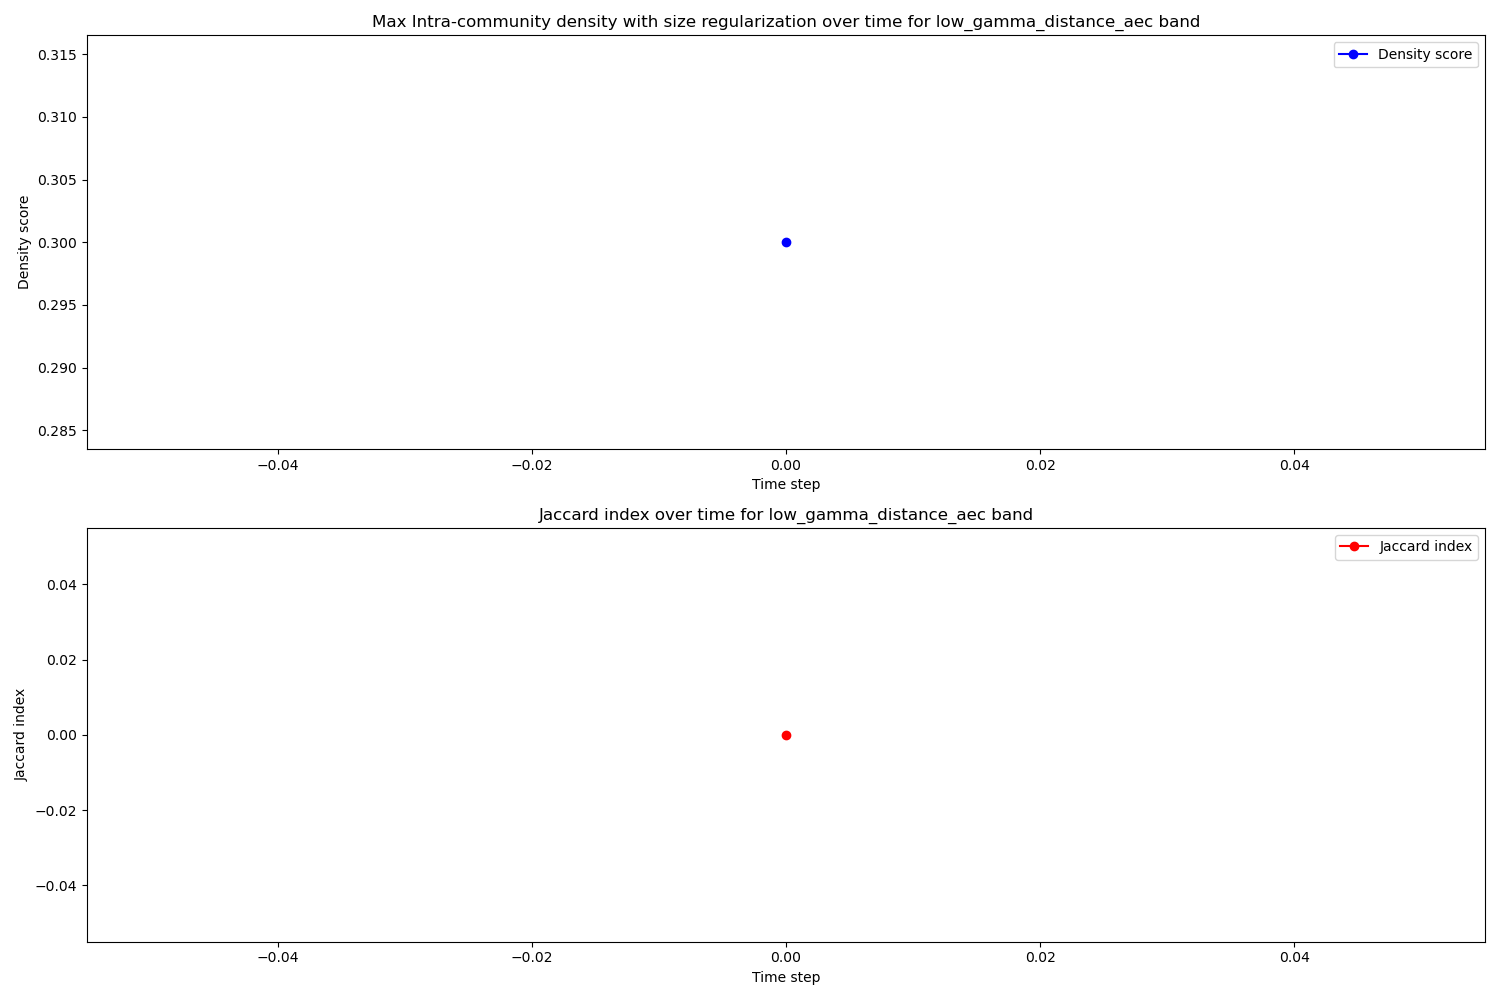 Max Intra-community density with size regularization over time for low_gamma_distance_aec band
Density score
0.315
0.310
0.305
0.300
0.295
0.290
0.285
Density score
−0.04
−0.02
0.00
0.02
0.04
Time step
Jaccard index over time for low_gamma_distance_aec band
Jaccard index
0.04
0.02
0.00
−0.02
−0.04
Jaccard index
−0.04
−0.02
0.00
0.02
0.04
Time step